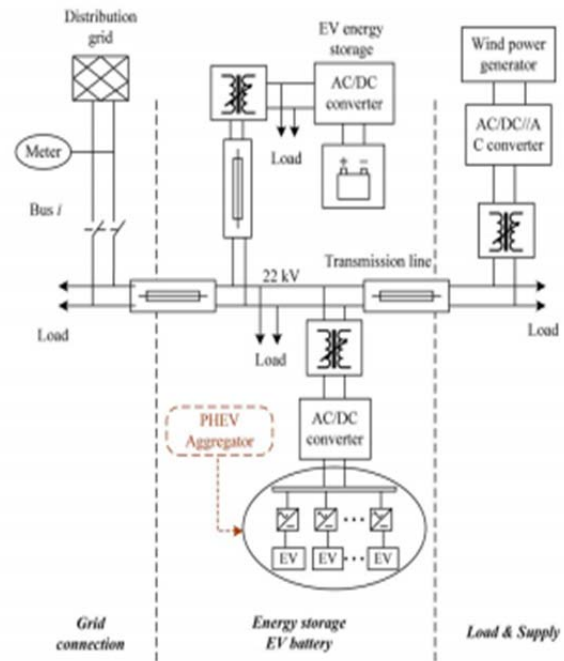 Distribution
grid
Meter
Bus i
Load
EV energy
storage
AC/DC
converter
Load
+ −
22 kV
Transmission line
Load
Wind power
generator
AC/DC//A
C converter
Load
PHEV
Aggregator
AC/DC
converter
EV EV EV
Grid
connection
Energy storage
EV battery
Load & Supply